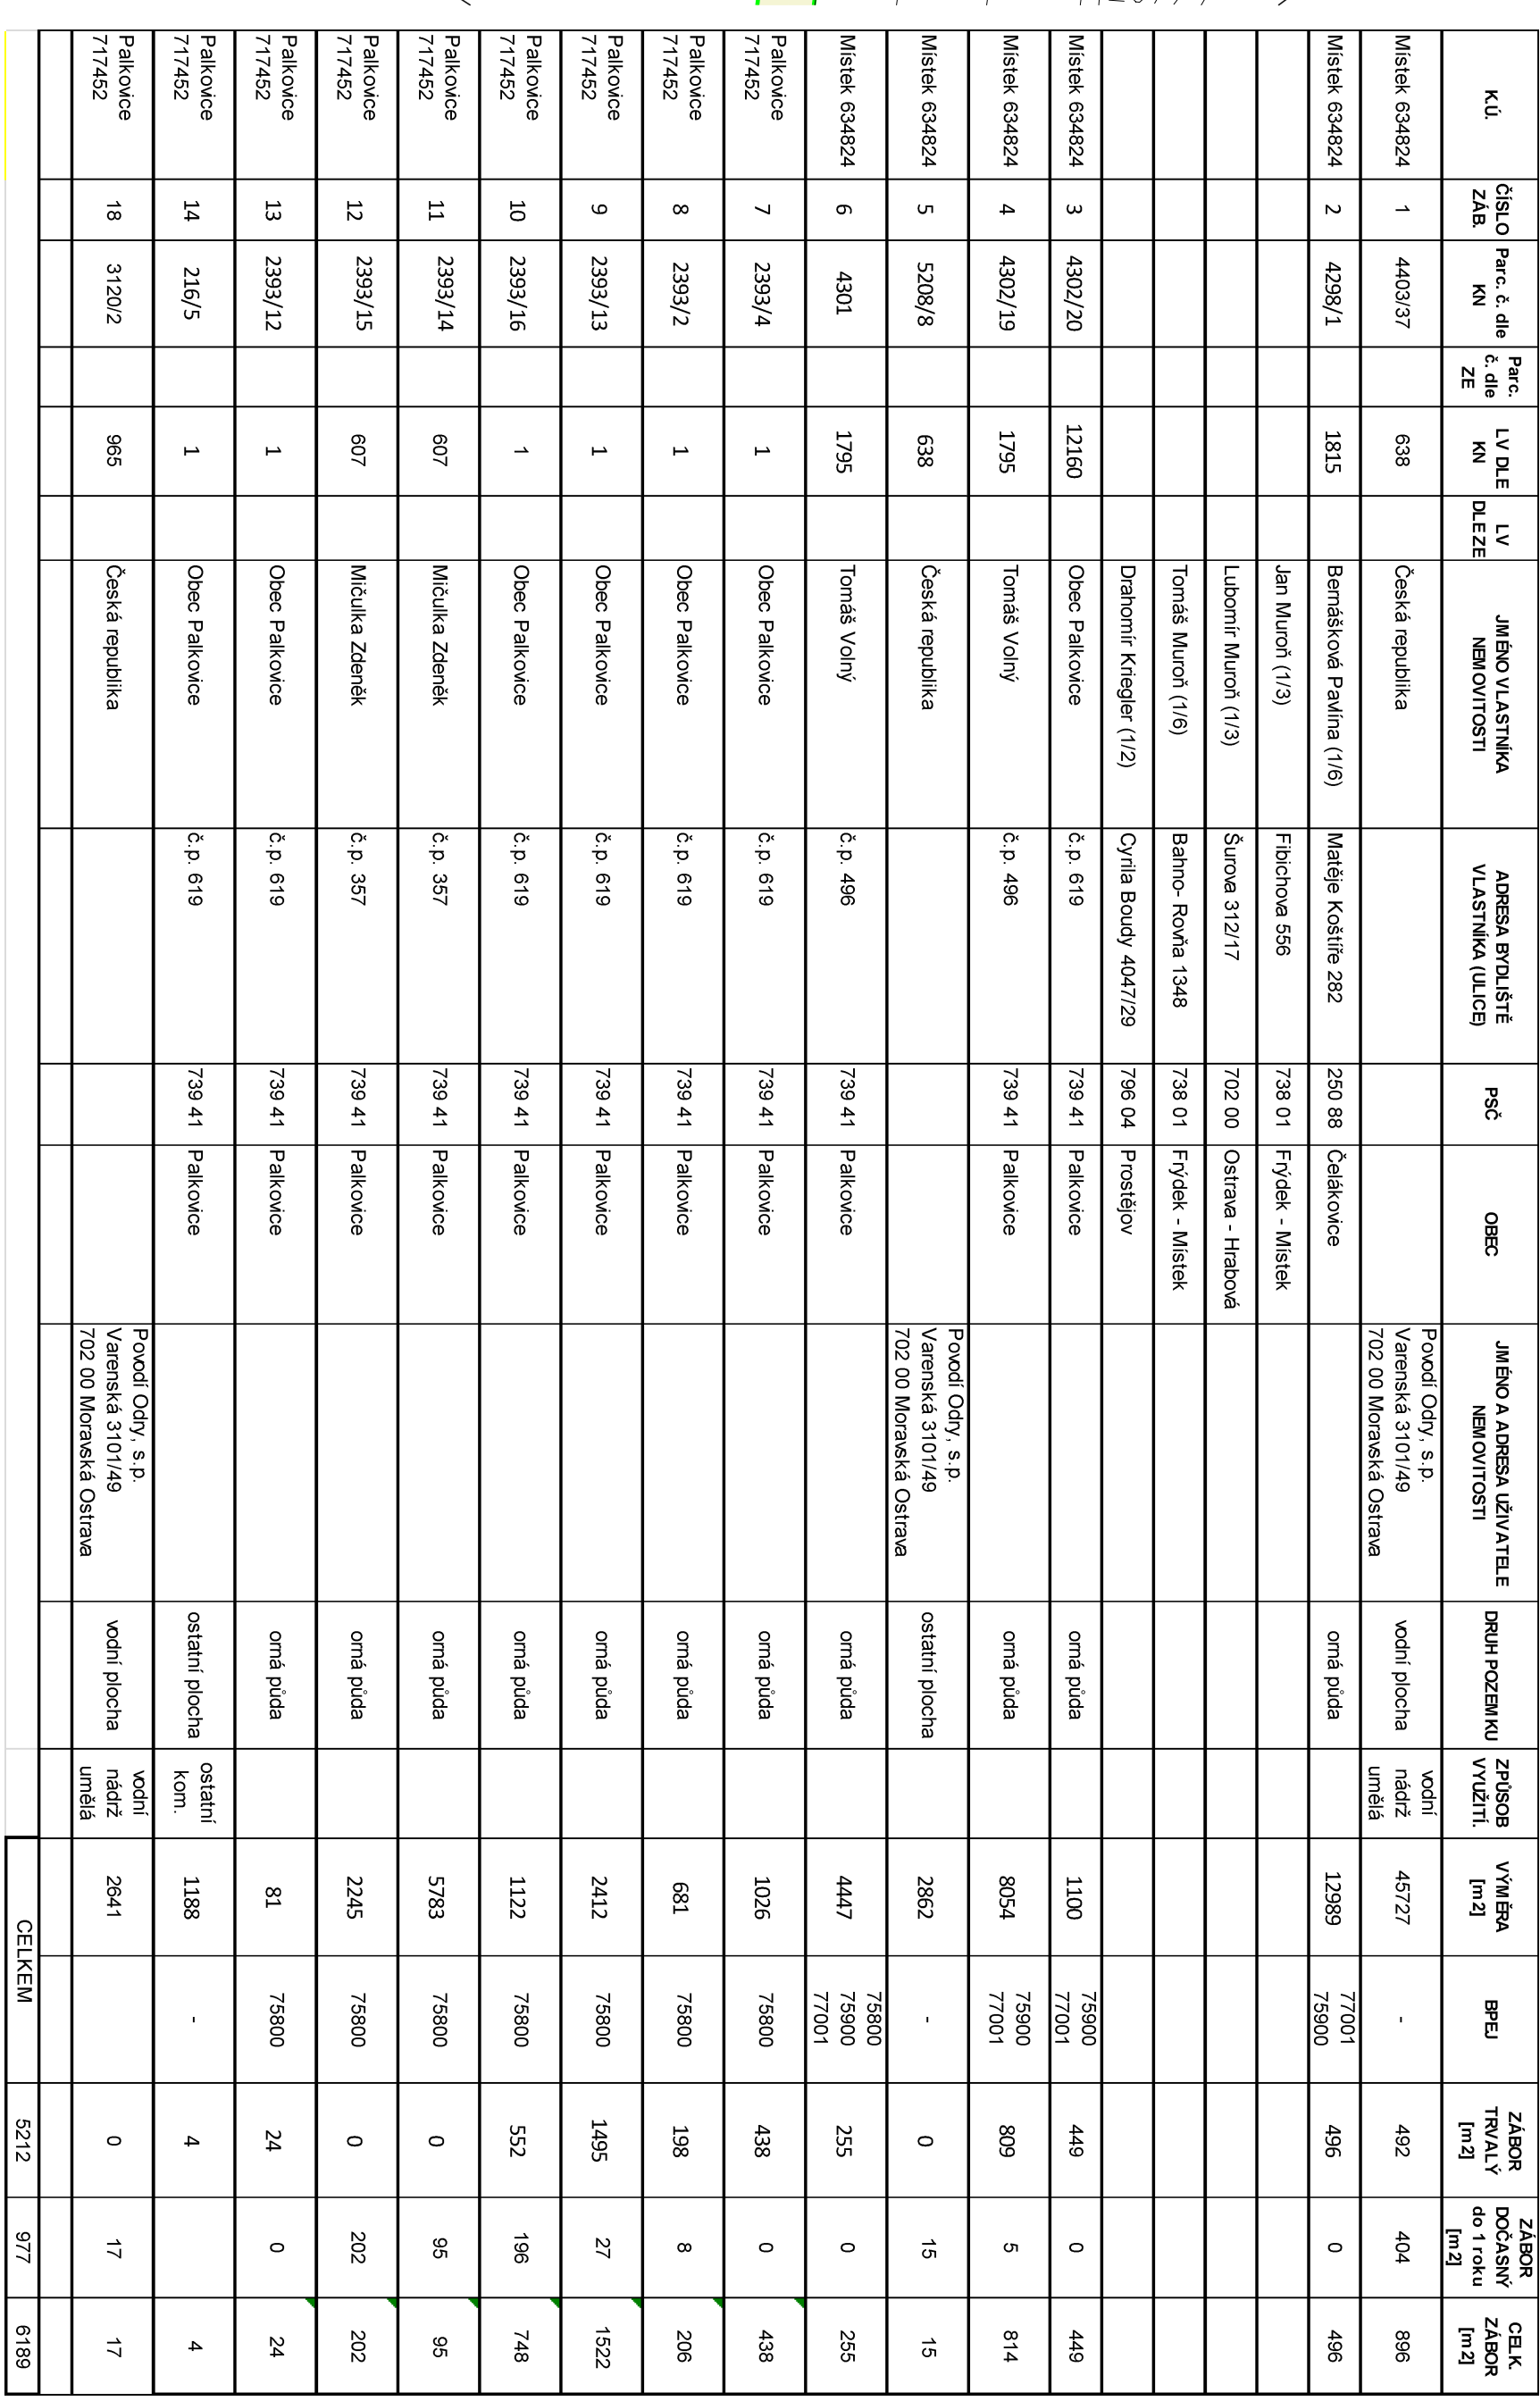 K.Ú. ČÍSLO ZÁB. Parc. č. dle KN Parc. č. dle ZE LV DLE KN LV DLE ZE JMÉNO VLASTNÍKA NEMOVITOSTI ADRESA BYDLIŠTĚ VLASTNÍKA (ULICE) PSČ OBEC JMÉNO A ADRESA UŽIVATELE NEMOVITOSTI DRUH POZEMKU ZPŮSOB VYUŽITÍ. VÝMĚRA [m2] BPEJ ZÁBOR TRVALÝ [m2] ZÁBOR DOČASNÝ do 1 roku [m2] CELK. ZÁBOR [m2]
Místek 634824 1 4403/37 638 Česká republika Povodí Odry, s.p. Varenská 3101/49 702 00 Moravská Ostrava vodní plocha vodní nádrž umělá 45727 - 492 404 896
Místek 634824 2 4298/1 1815 Bernášková Pavlína (1/6) Matěje Koštíře 282 250 88 Čelákovice orná půda 12989 77001 75900 496 0 496
Jan Muroň (1/3) Fibichova 556 738 01 Frýdek - Místek
Lubomír Muroň (1/3) Šurova 312/17 702 00 Ostrava - Hrabová
Tomáš Muroň (1/6) Bahno- Rovňa 1348 738 01 Frýdek - Místek
Drahomír Kriegler (1/2) Cyrila Boudy 4047/29 796 04 Prostějov
Místek 634824 3 4302/20 12160 Obec Palkovice č.p. 619 739 41 Palkovice orná půda 1100 75900 77001 449 0 449
Místek 634824 4 4302/19 1795 Tomáš Volný č.p. 496 739 41 Palkovice orná půda 8054 75900 77001 809 5 814
Místek 634824 5 5208/8 638 Česká republika Povodí Odry, s.p. Varenská 3101/49 702 00 Moravská Ostrava ostatní plocha 2862 - 0 15 15
Místek 634824 6 4301 1795 Tomáš Volný č.p. 496 739 41 Palkovice orná půda 4447 75800 75900 77001 255 0 255
Palkovice 717452 7 2393/4 1 Obec Palkovice č.p. 619 739 41 Palkovice orná půda 1026 75800 438 0 438
Palkovice 717452 8 2393/2 1 Obec Palkovice č.p. 619 739 41 Palkovice orná půda 681 75800 198 8 206
Palkovice 717452 9 2393/13 1 Obec Palkovice č.p. 619 739 41 Palkovice orná půda 2412 75800 1495 27 1522
Palkovice 717452 10 2393/16 1 Obec Palkovice č.p. 619 739 41 Palkovice orná půda 1122 75800 552 196 748
Palkovice 717452 11 2393/14 607 Mičulka Zdeněk č.p. 357 739 41 Palkovice orná půda 5783 75800 0 95 95
Palkovice 717452 12 2393/15 607 Mičulka Zdeněk č.p. 357 739 41 Palkovice orná půda 2245 75800 0 202 202
Palkovice 717452 13 2393/12 1 Obec Palkovice č.p. 619 739 41 Palkovice orná půda 81 75800 24 0 24
Palkovice 717452 14 216/5 1 Obec Palkovice č.p. 619 739 41 Palkovice ostatní plocha ostatní kom. 1188 - 4 4
Palkovice 717452 18 3120/2 965 Česká republika Povodí Odry, s.p. Varenská 3101/49 702 00 Moravská Ostrava vodní plocha vodní nádrž umělá 2641 0 17 17
CELKEM 5212 977 6189